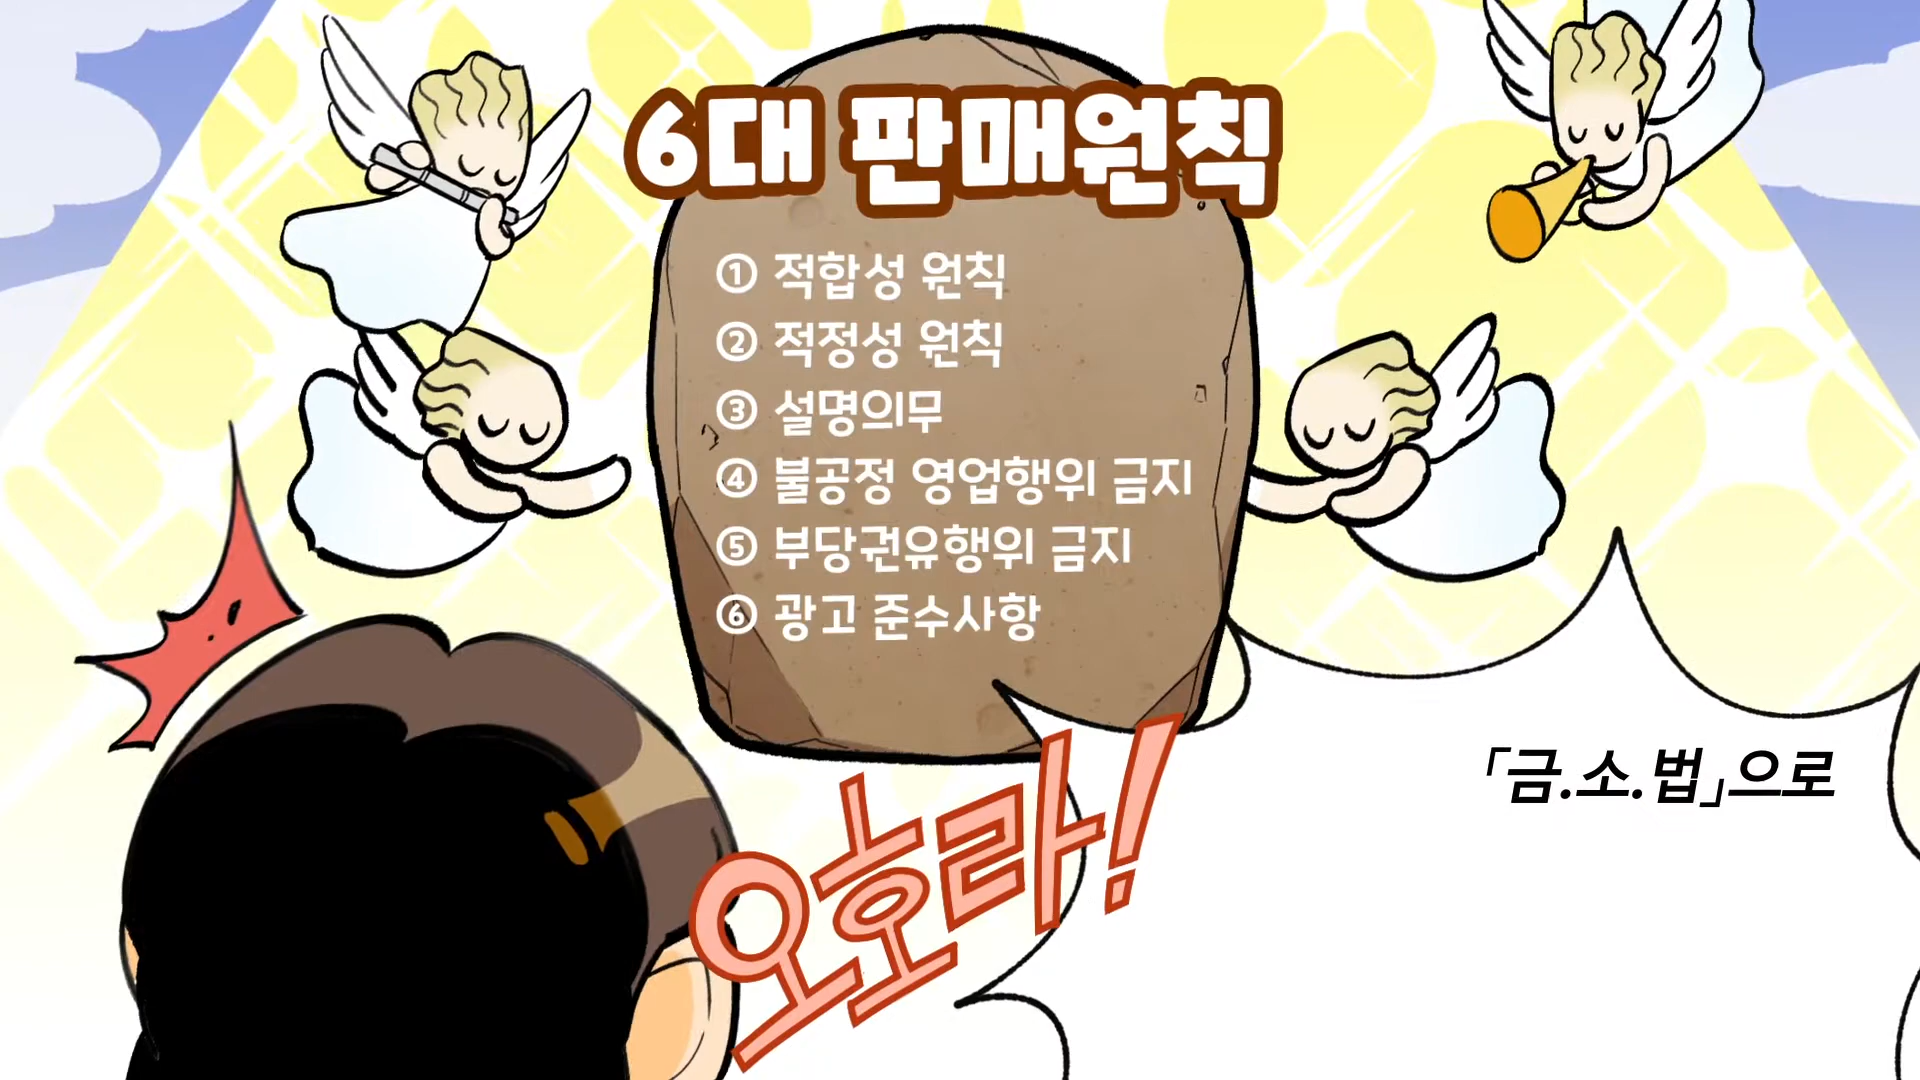 6대 판매원칙
① 적합성 원칙
② 적정성 원칙
③ 설명의무
④ 불공정 영업행위 금지
⑤ 부당권유행위 금지
⑥ 광고 준수사항
「금.소.법」으로
오호라!